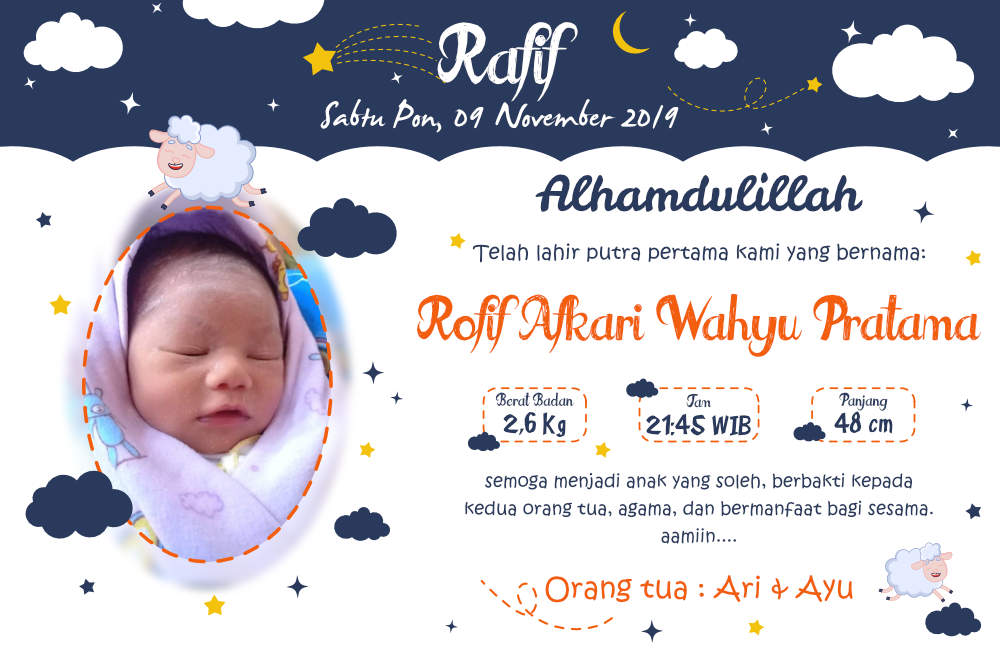 Rafif
Sabtu Pon, 09 November 2019
Alhamdulillah
Telah lahir putra pertama kami yang bernama:
Rofif Afkari Wahyu Pratama
Berat Badan
2,6 Kg
Jam
21:45 WIB
Panjang
48 cm
semoga menjadi anak yang soleh, berbakti kepada
kedua orang tua, agama, dan bermanfaat bagi sesama.
aamiin....
Orang tua : Ari & Ayu